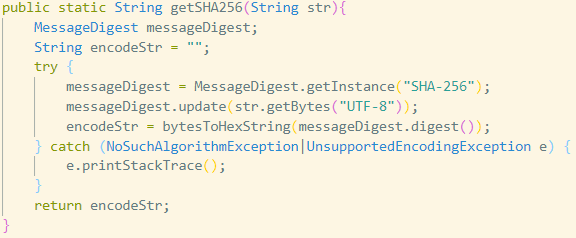 public static String getSHA256(String str){
    MessageDigest messageDigest;
    String encodeStr = "";
    try {
        messageDigest = MessageDigest.getInstance("SHA-256");
        messageDigest.update(str.getBytes("UTF-8"));
        encodeStr = bytesToHexString(messageDigest.digest());
    } catch (NoSuchAlgorithmException|UnsupportedEncodingException e) {
        e.printStackTrace();
    }
    return encodeStr;
}